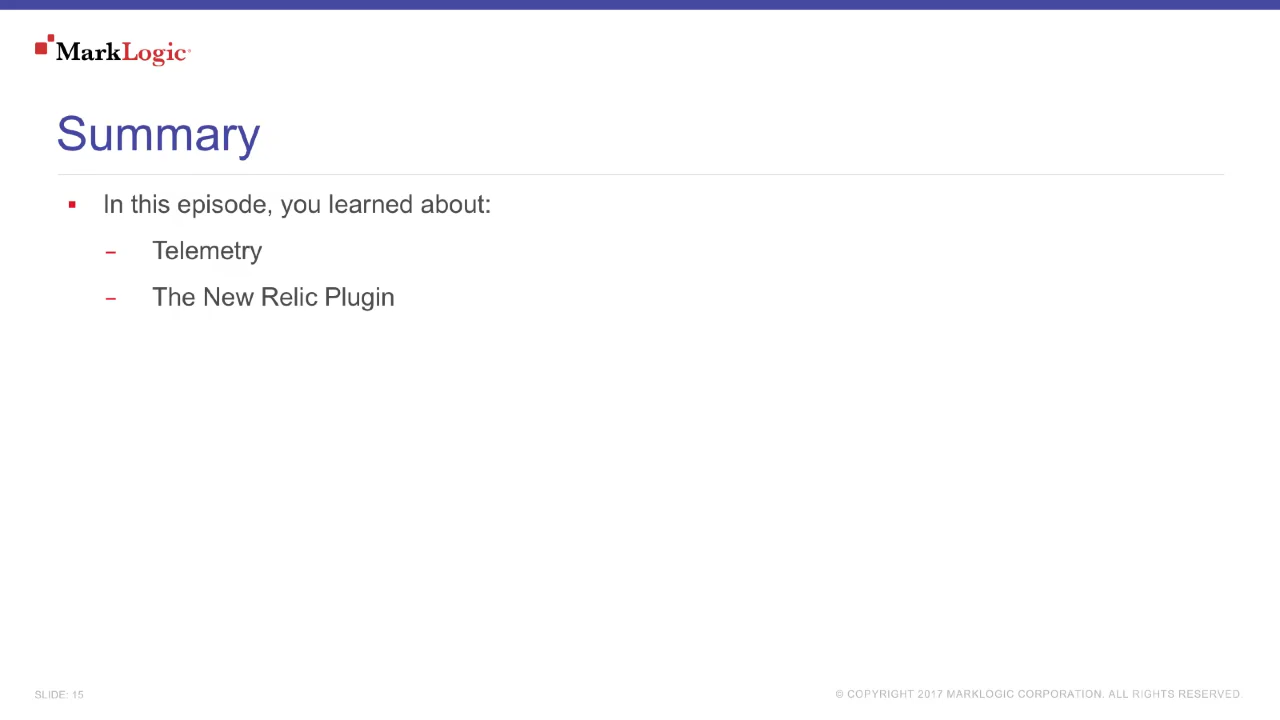 MarkLogic
Summary
▪ In this episode, you learned about:
– Telemetry
– The New Relic Plugin
SLIDE: 15
© COPYRIGHT 2017 MARKLOGIC CORPORATION. ALL RIGHTS RESERVED.